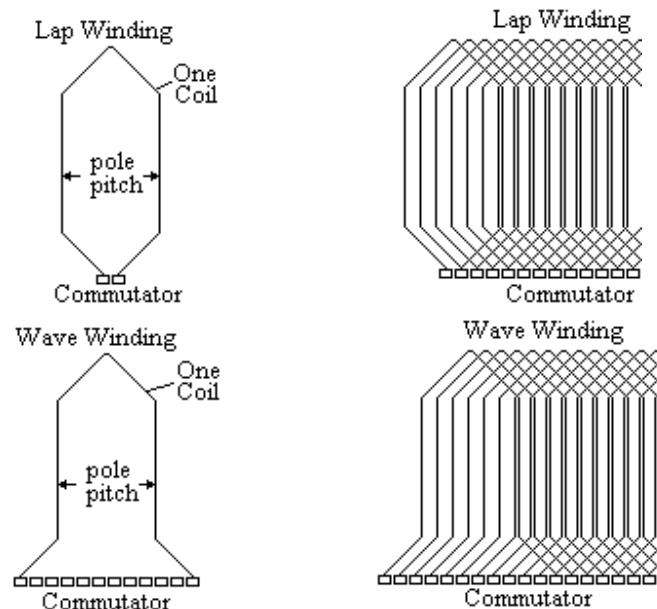 Lap Winding
One
Coil
pole
pitch
Commutator
Lap Winding
Commutator
Wave Winding
One
Coil
pole
pitch
Commutator
Wave Winding
Commutator